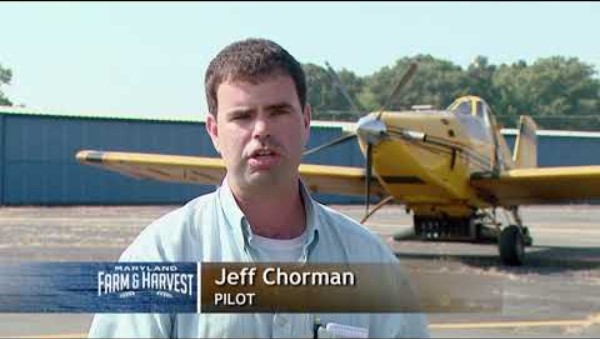 MARYLAND
FARM & HARVEST
Jeff Chorman
PILOT